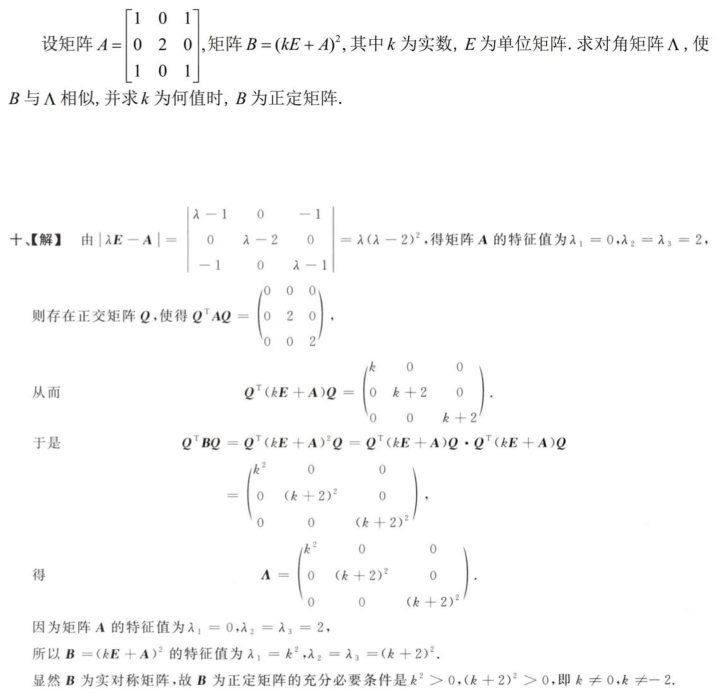 设矩阵 A = [1 0 1; 0 2 0; 1 0 1], 矩阵 B = (kE + A)², 其中 k 为实数, E 为单位矩阵. 求对角矩阵 Λ, 使
B 与 Λ 相似, 并求 k 为何值时, B 为正定矩阵.
十、【解】 由 |λE − A| = |λ−1 0 −1; 0 λ−2 0; −1 0 λ−1| = λ(λ−2)², 得矩阵 A 的特征值为 λ₁ = 0, λ₂ = λ₃ = 2,
则存在正交矩阵 Q, 使得 QᵀAQ = (0 0 0; 0 2 0; 0 0 2),
从而 Qᵀ(kE + A)Q = (k 0 0; 0 k+2 0; 0 0 k+2).
于是 QᵀBQ = Qᵀ(kE + A)²Q = Qᵀ(kE + A)Q · Qᵀ(kE + A)Q
= (k² 0 0; 0 (k+2)² 0; 0 0 (k+2)²),
得 Λ = (k² 0 0; 0 (k+2)² 0; 0 0 (k+2)²).
因为矩阵 A 的特征值为 λ₁ = 0, λ₂ = λ₃ = 2,
所以 B = (kE + A)² 的特征值为 λ₁ = k², λ₂ = λ₃ = (k+2)².
显然 B 为实对称矩阵, 故 B 为正定矩阵的充分必要条件是 k² > 0, (k+2)² > 0, 即 k ≠ 0, k ≠ −2.